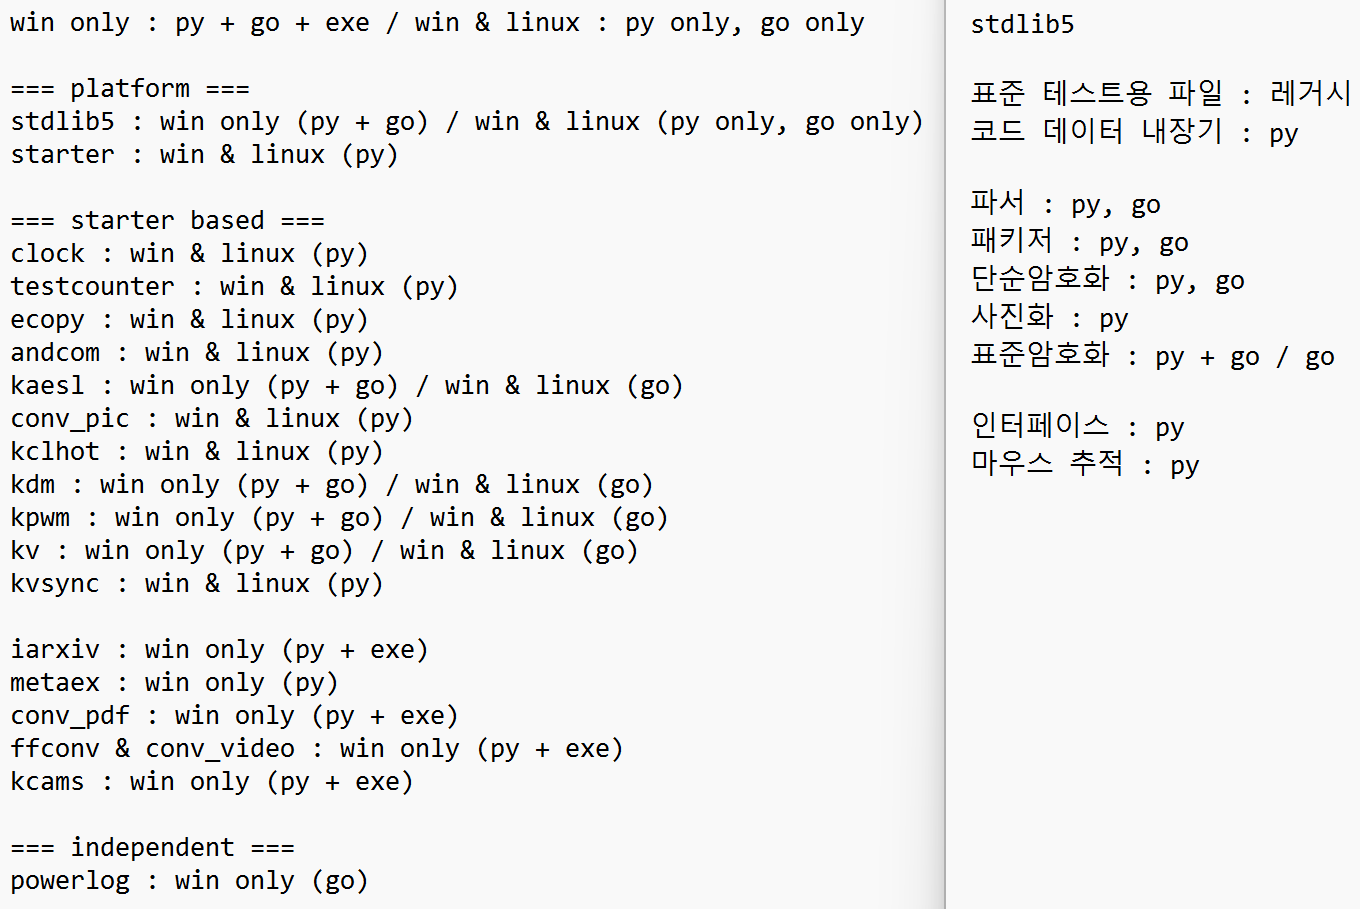 win only : py + go + exe / win & linux : py only, go only
=== platform ===
stdlib5 : win only (py + go) / win & linux (py only, go only)
starter : win & linux (py)
=== starter based ===
clock : win & linux (py)
testcounter : win & linux (py)
ecopy : win & linux (py)
andcom : win & linux (py)
kaesl : win only (py + go) / win & linux (go)
conv_pic : win & linux (py)
kclhot : win & linux (py)
kdm : win only (py + go) / win & linux (go)
kpwm : win only (py + go) / win & linux (go)
kv : win only (py + go) / win & linux (go)
kvsync : win & linux (py)
iarxiv : win only (py + exe)
metaex : win only (py)
conv_pdf : win only (py + exe)
ffconv & conv_video : win only (py + exe)
kcams : win only (py + exe)
=== independent ===
powerlog : win only (go)
stdlib5
표준 테스트용 파일 : 레거시
코드 데이터 내장기 : py
파서 : py, go
패키저 : py, go
단순암호화 : py, go
사진화 : py
표준암호화 : py + go / go
인터페이스 : py
마우스 추적 : py